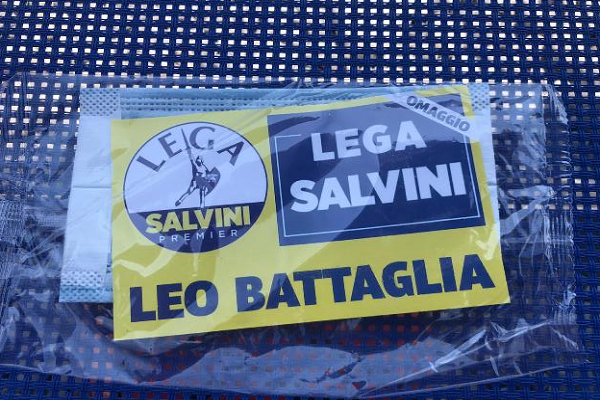 LEGA
SALVINI
PREMIER
OMAGGIO
LEGA
SALVINI
LEO BATTAGLIA